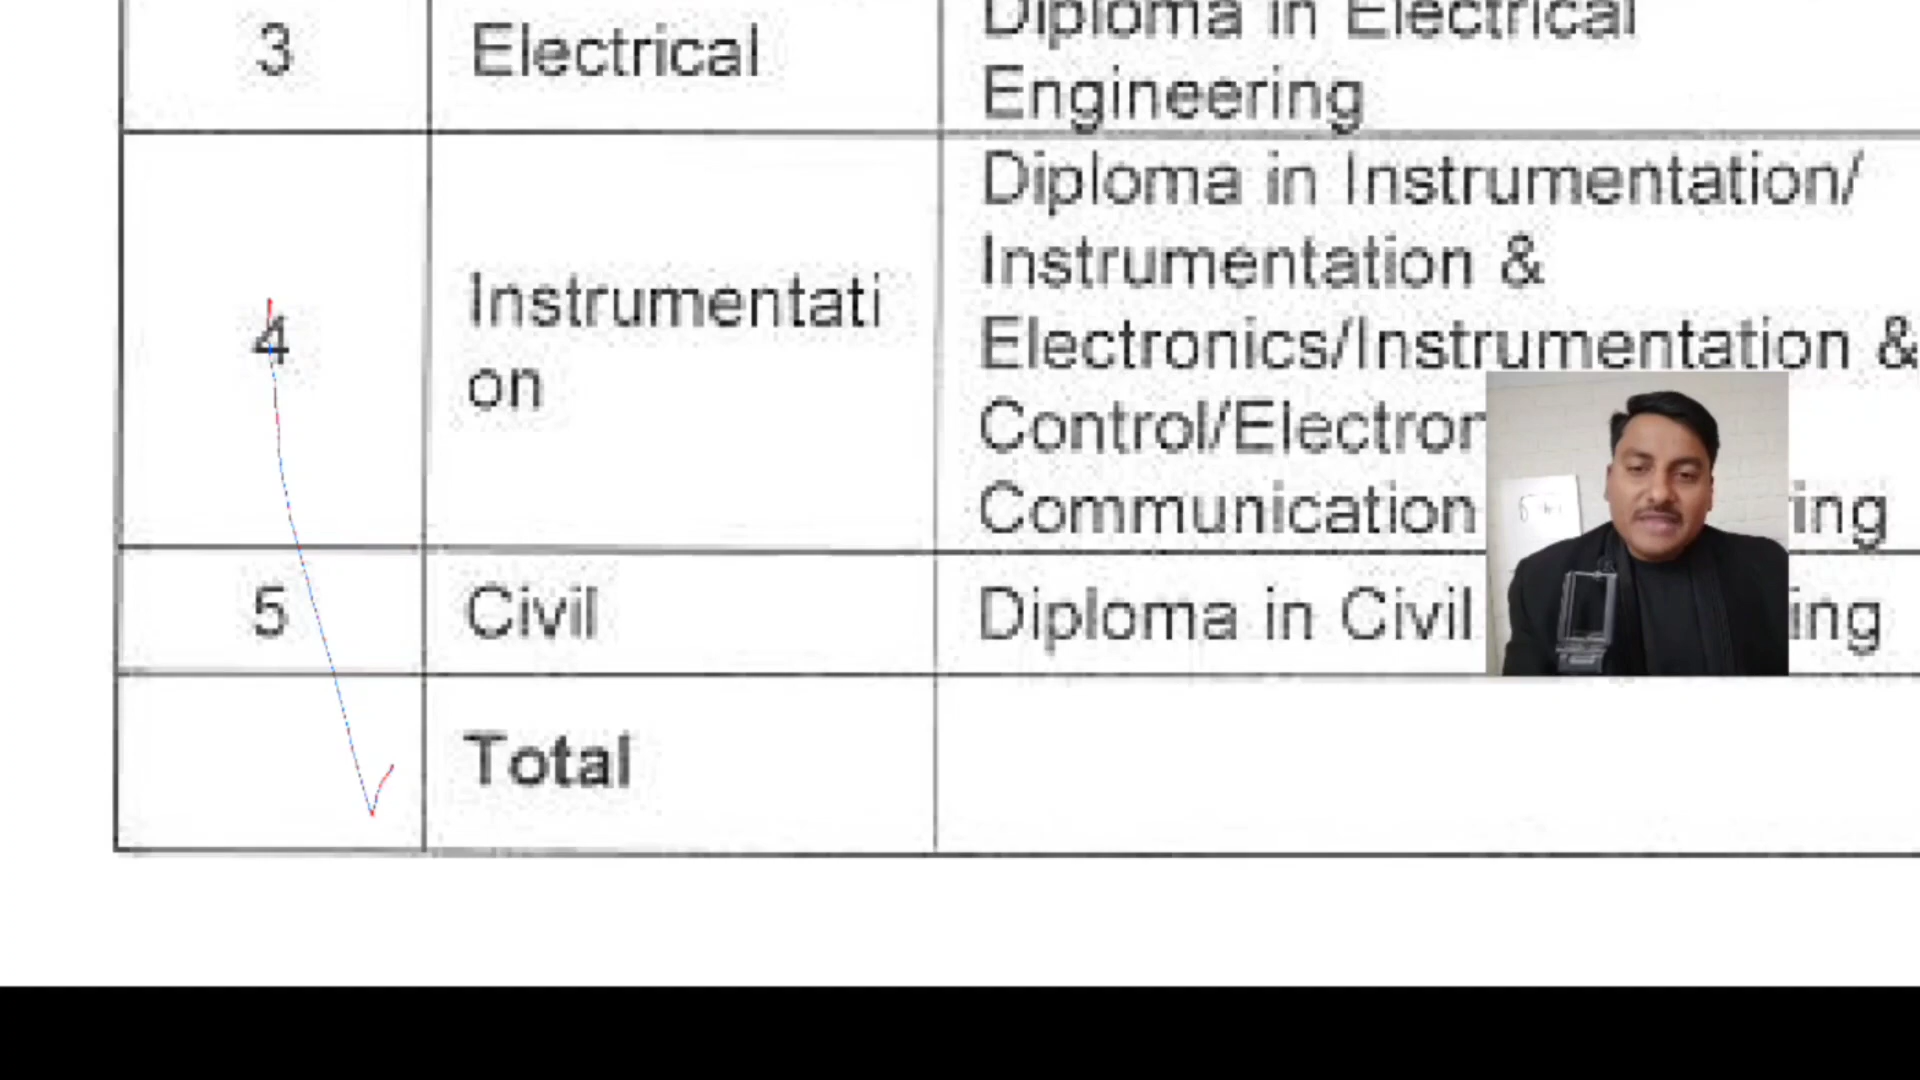 3
Electrical
Diploma in Electrical
Engineering
4
Instrumentati
on
Diploma in Instrumentation/
Instrumentation &
Electronics/Instrumentation &
Control/Electron
Communication ing
5
Civil
Diploma in Civil ing
Total